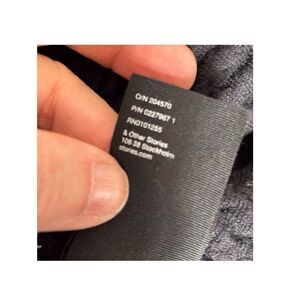 O/N 204570
P/N 0227967 1
RN0101255
& Other Stories
106 38 Stockholm
stories.com